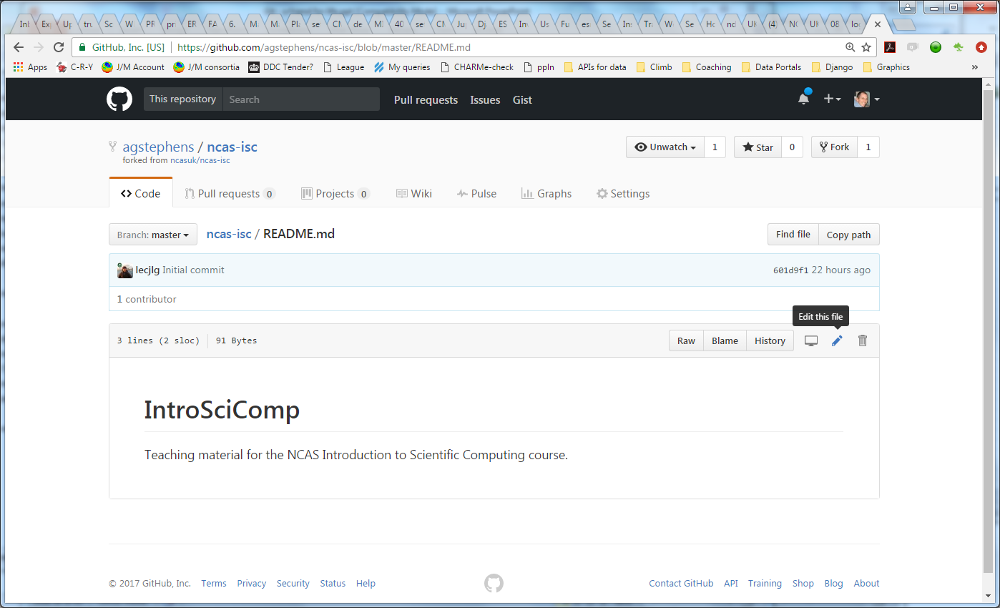 Inl Ex Up tru Sc W PR pr ER FA 6. M M Pl se CN de MI 40 se CN Ju Dj ES Inv Us Fu es Se Ins Tra W Se Ho nd UK (4) NC UK 08 log
GitHub, Inc. [US] https://github.com/agstephens/ncas-isc/blob/master/README.md
Apps C-R-Y J/M Account J/M consortia DDC Tender? League My queries CHARMe-check ppln APIs for data Climb Coaching Data Portals Django Graphics »
This repository Search Pull requests Issues Gist
agstephens / ncas-isc
Unwatch 1 Star 0 Fork 1
forked from ncasuk/ncas-isc
Code Pull requests 0 Projects 0 Wiki Pulse Graphs Settings
Branch: master ncas-isc / README.md Find file Copy path
lecjlg Initial commit 601d9f1 22 hours ago
1 contributor
Edit this file
3 lines (2 sloc) 91 Bytes Raw Blame History
IntroSciComp
Teaching material for the NCAS Introduction to Scientific Computing course.
© 2017 GitHub, Inc. Terms Privacy Security Status Help Contact GitHub API Training Shop Blog About